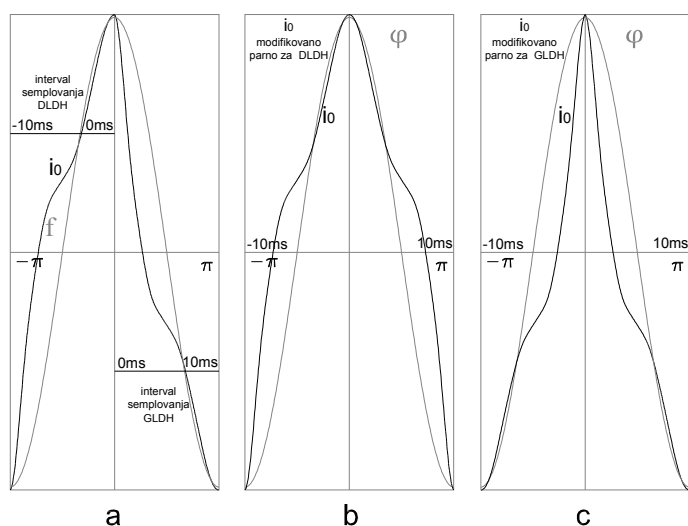 interval
semplovanja
DLDH
-10ms 0ms
i0
f
−π π
0ms 10ms
interval
semplovanja
GLDH
a
i0
modifikovano
parno za DLDH
φ
i0
-10ms 10ms
−π π
b
i0
modifikovano
parno za GLDH
φ
i0
-10ms 10ms
−π π
c